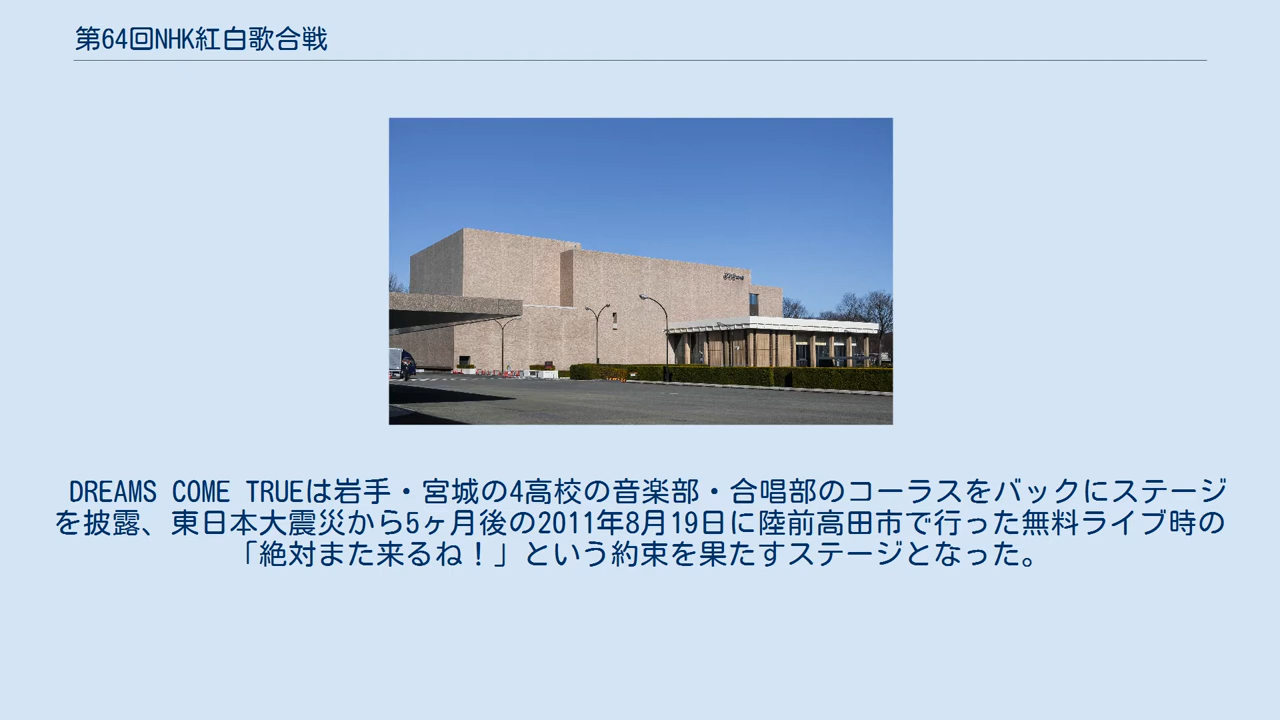 第64回NHK紅白歌合戦
DREAMS COME TRUEは岩手・宮城の4高校の音楽部・合唱部のコーラスをバックにステージ
を披露、東日本大震災から5ヶ月後の2011年8月19日に陸前高田市で行った無料ライブ時の
「絶対また来るね！」という約束を果たすステージとなった。